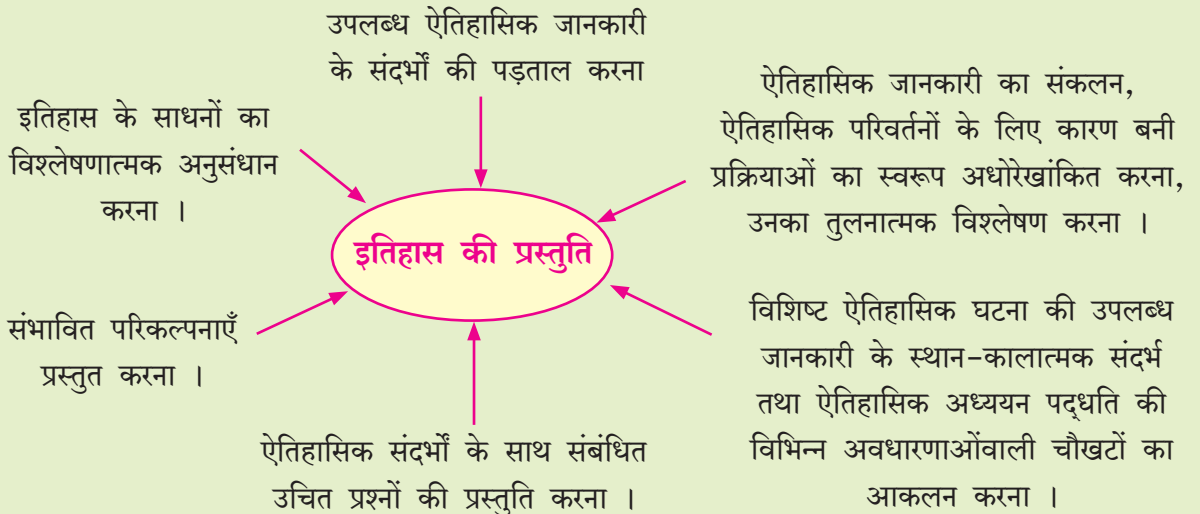 उपलब्ध ऐतिहासिक जानकारी
के संदर्भों की पड़ताल करना
ऐतिहासिक जानकारी का संकलन,
ऐतिहासिक परिवर्तनों के लिए कारण बनी
प्रक्रियाओं का स्वरूप अधोरेखांकित करना,
उनका तुलनात्मक विश्लेषण करना ।
इतिहास के साधनों का
विश्लेषणात्मक अनुसंधान
करना ।
इतिहास की प्रस्तुति
संभावित परिकल्पनाएँ
प्रस्तुत करना ।
विशिष्ट ऐतिहासिक घटना की उपलब्ध
जानकारी के स्थान-कालात्मक संदर्भ
तथा ऐतिहासिक अध्ययन पद्धति की
विभिन्न अवधारणाओंवाली चौखटों का
आकलन करना ।
ऐतिहासिक संदर्भों के साथ संबंधित
उचित प्रश्नों की प्रस्तुति करना ।